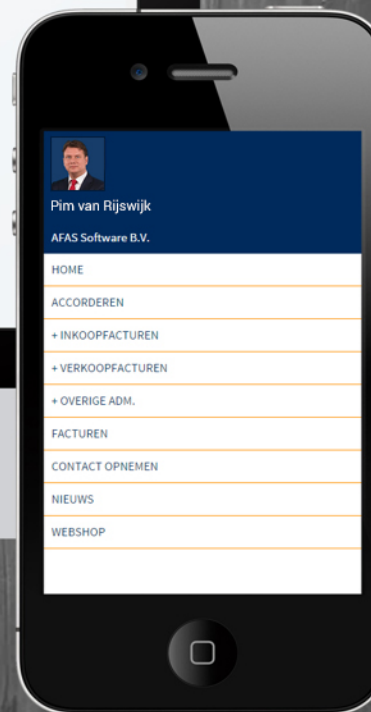 Pim van Rijswijk
AFAS Software B.V.
HOME
ACCORDEREN
+ INKOOPFACTUREN
+ VERKOOPFACTUREN
+ OVERIGE ADM.
FACTUREN
CONTACT OPNEMEN
NIEUWS
WEBSHOP